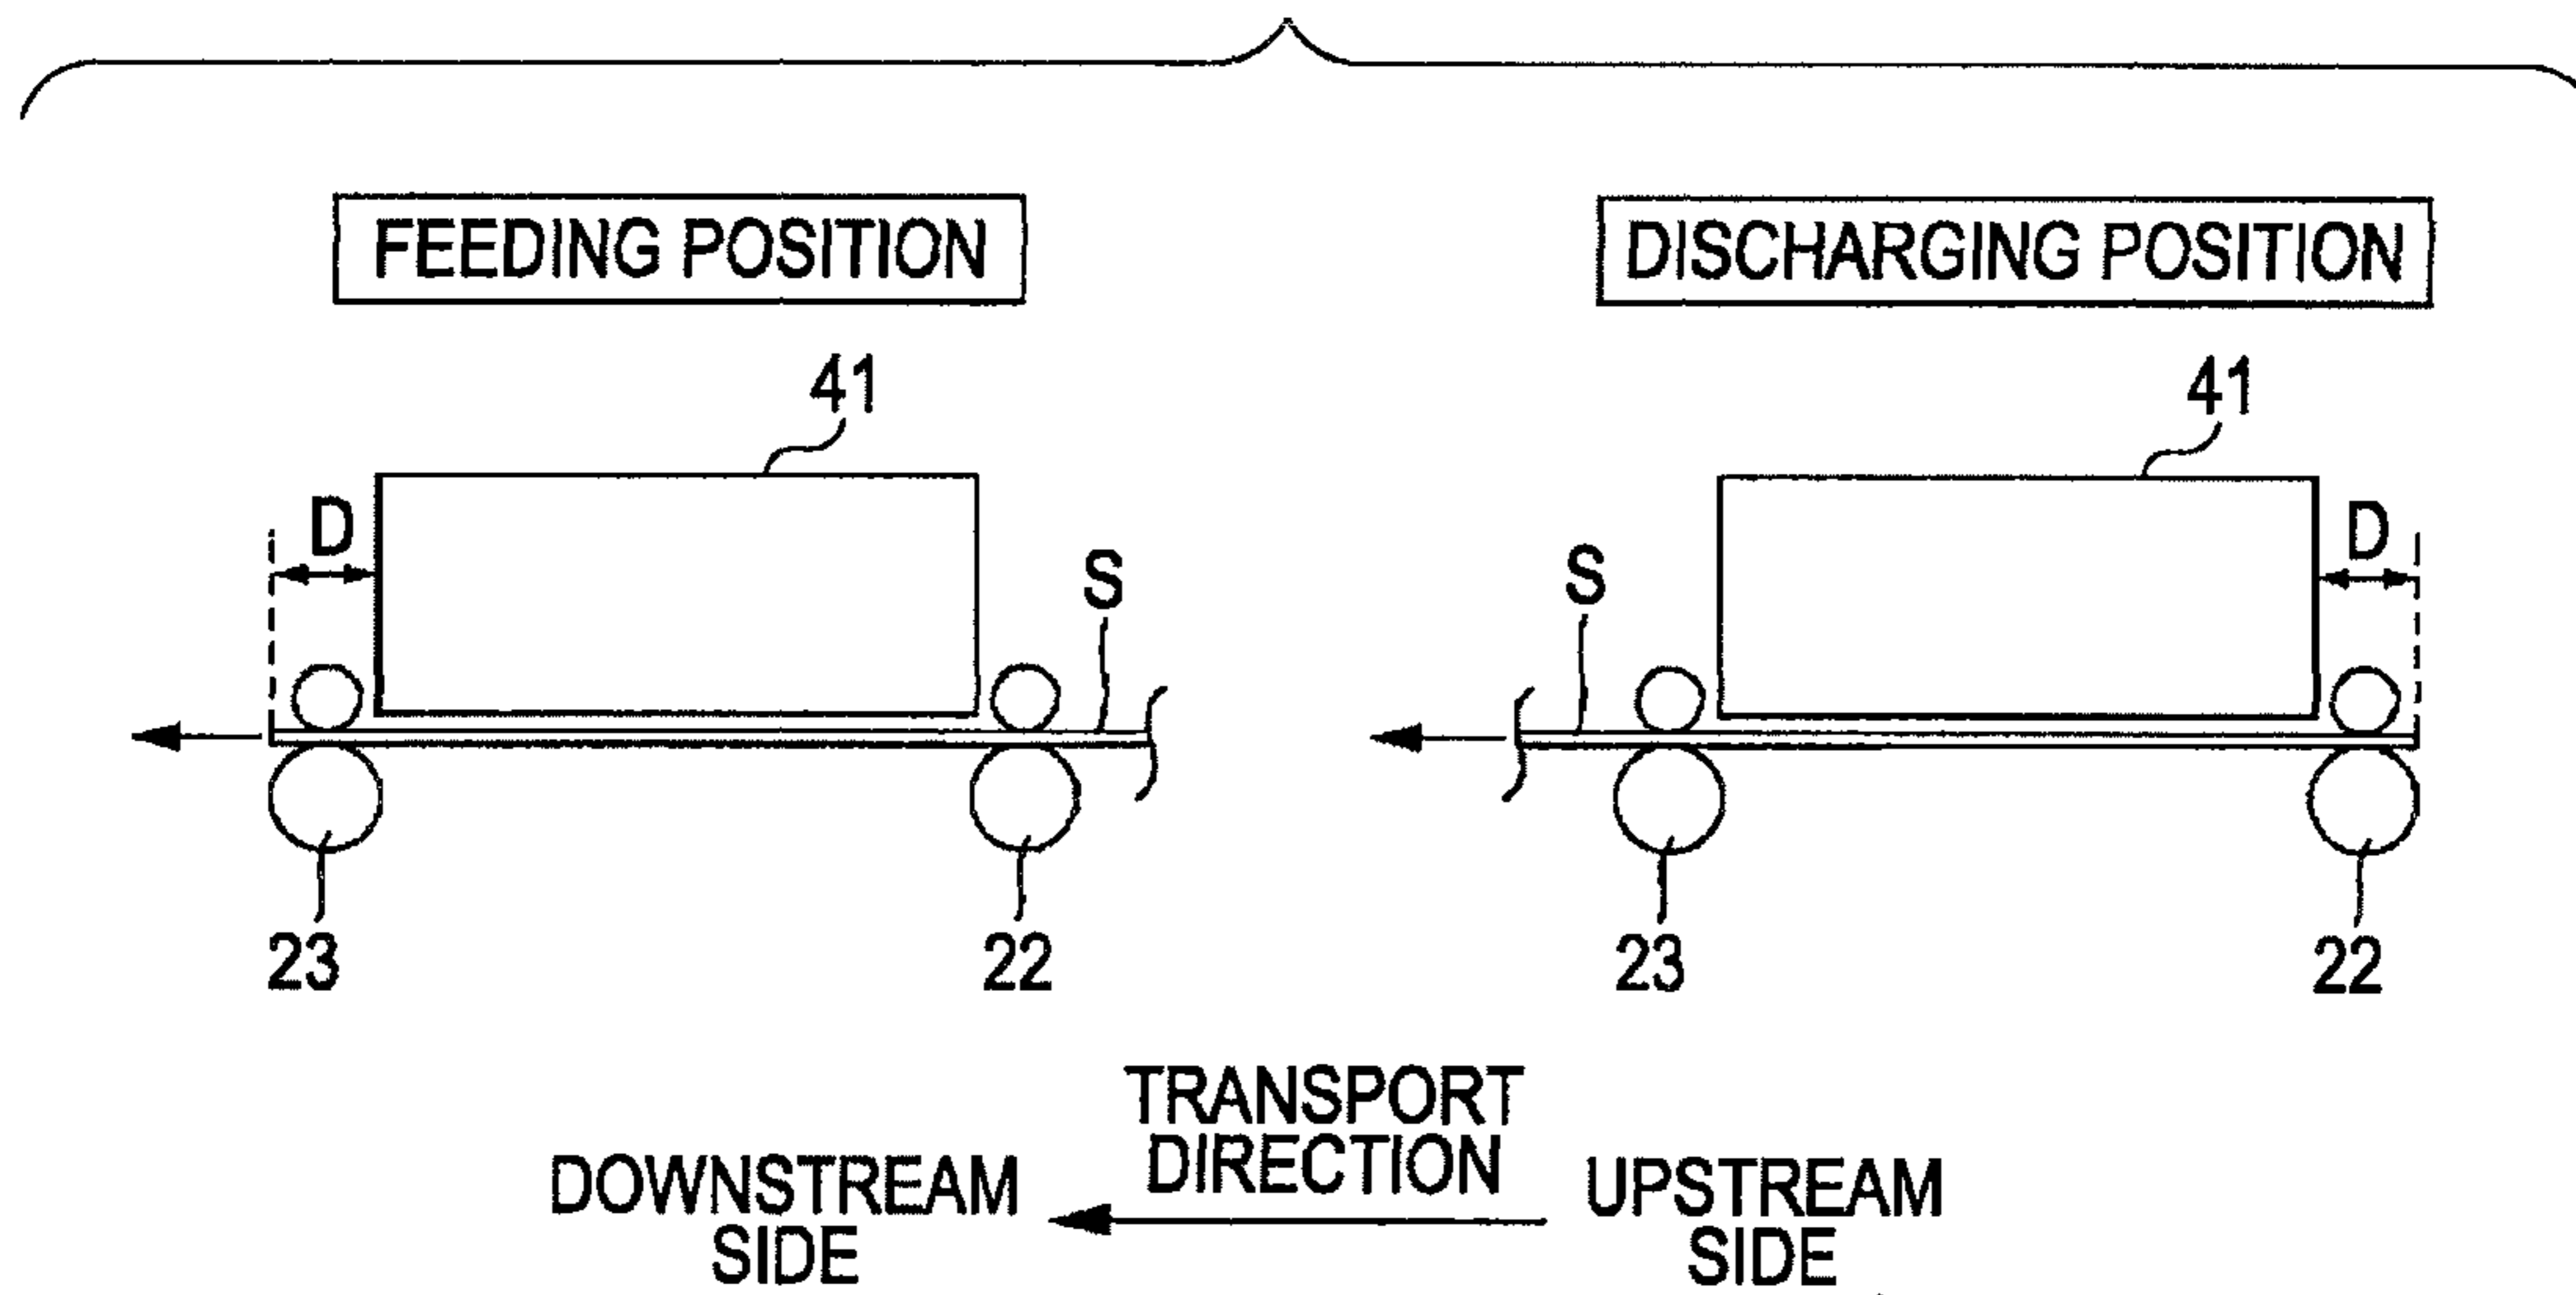 FEEDING POSITION
DISCHARGING POSITION
41
41
D
D
S
S
23
22
23
22
TRANSPORT
DIRECTION
DOWNSTREAM
SIDE
UPSTREAM
SIDE